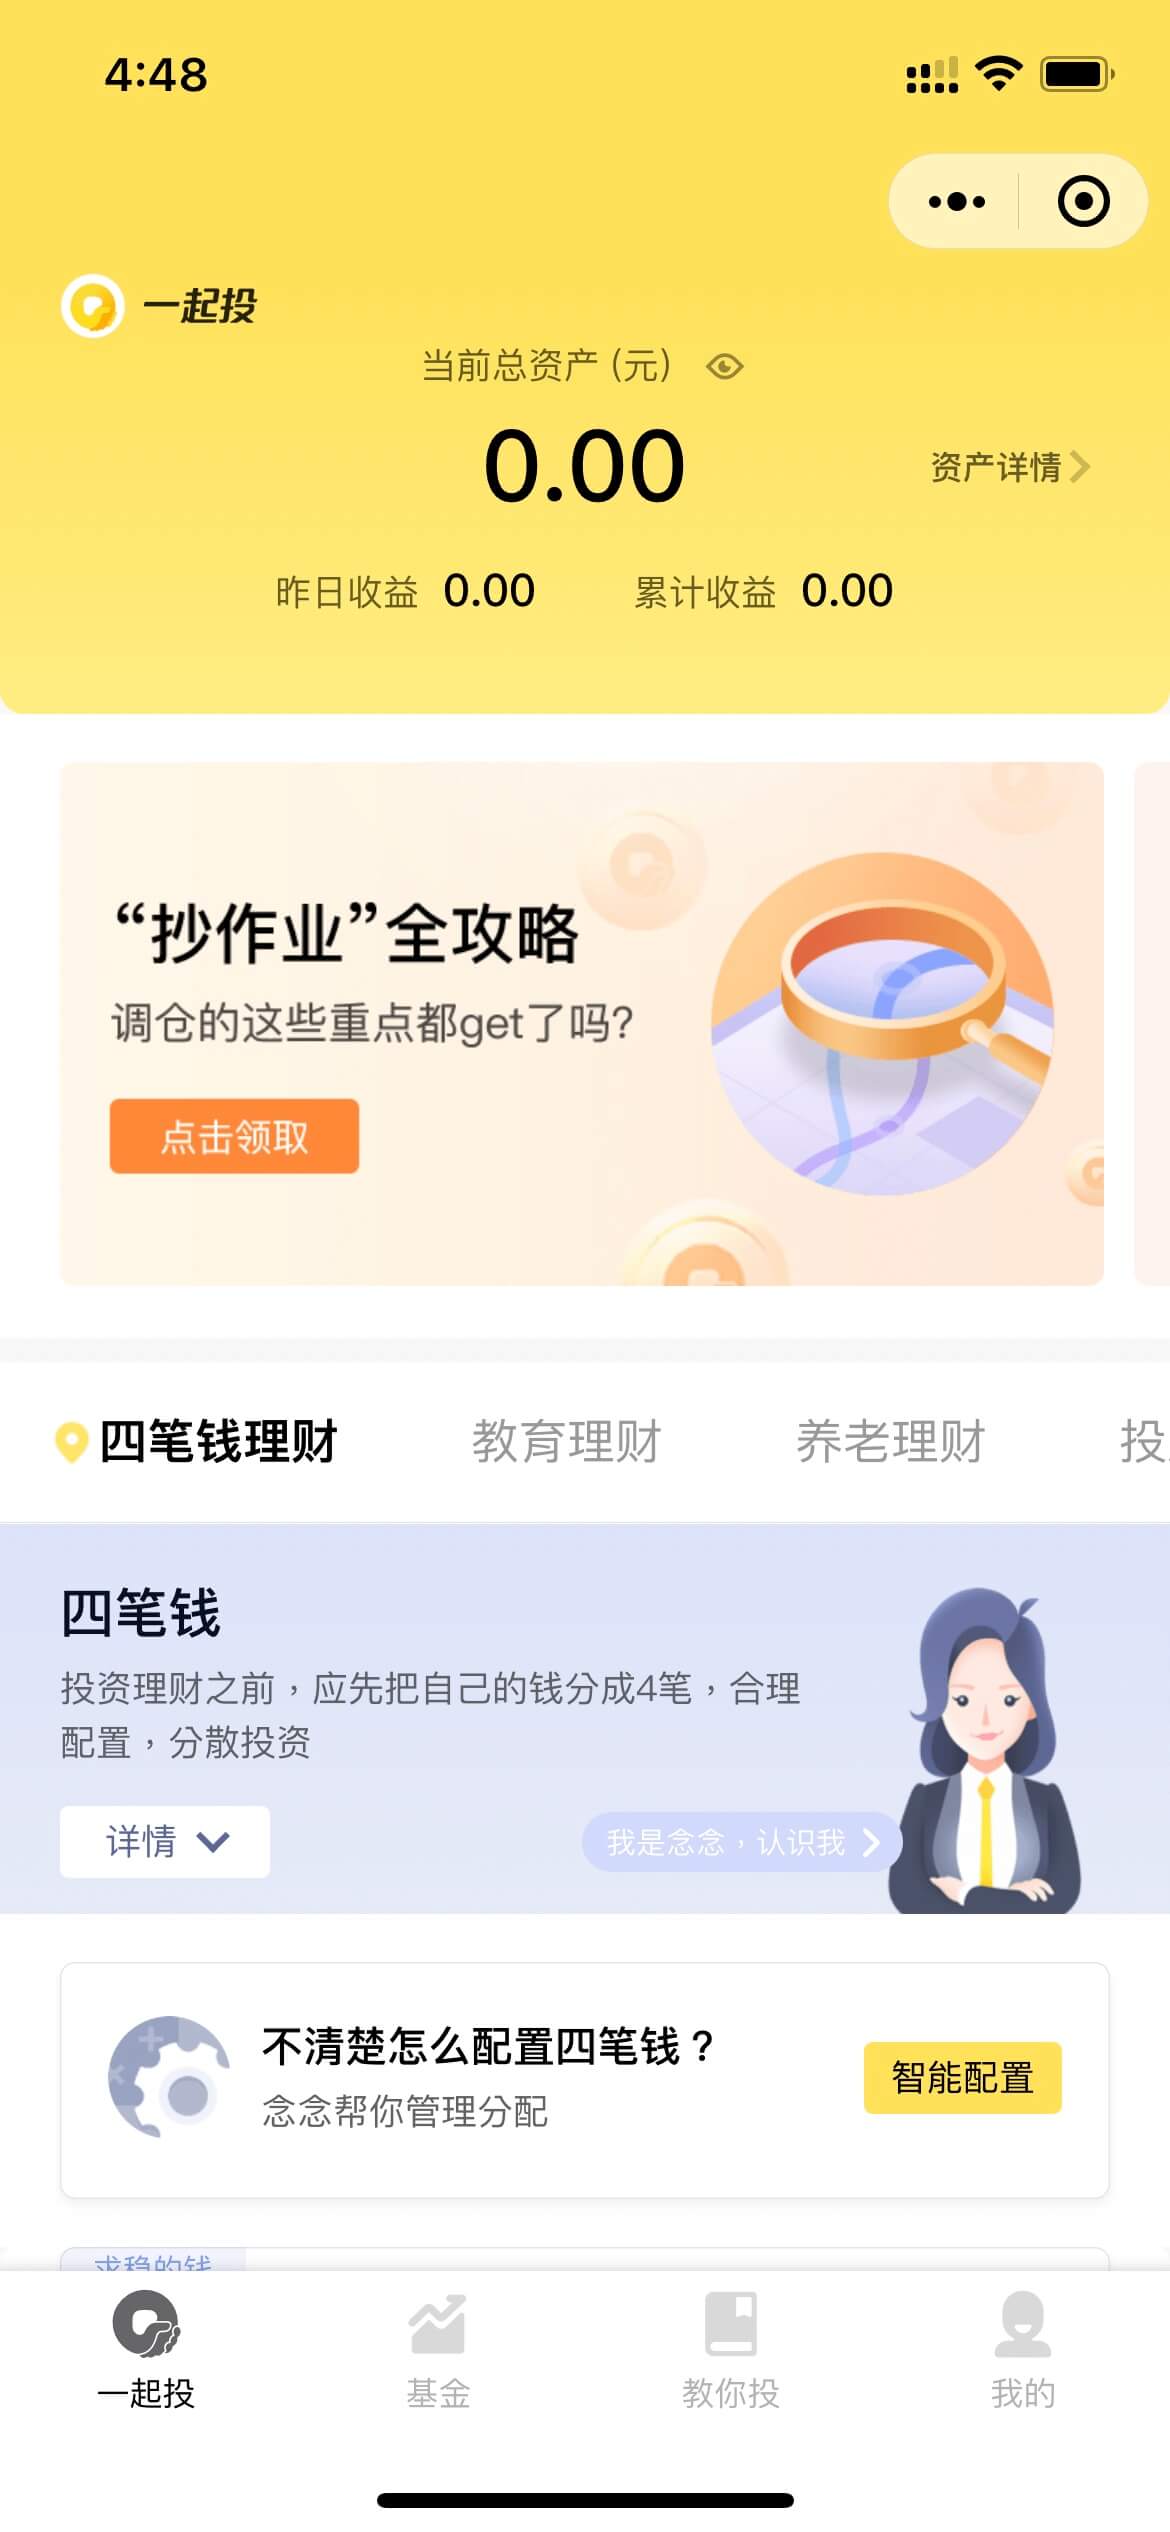 4:48
一起投
当前总资产 (元)
0.00
资产详情
昨日收益 0.00 累计收益 0.00
“抄作业”全攻略
调仓的这些重点都get了吗?
点击领取
四笔钱理财 教育理财 养老理财 投
四笔钱
投资理财之前，应先把自己的钱分成4笔，合理
配置，分散投资
详情
我是念念，认识我
不清楚怎么配置四笔钱？
念念帮你管理分配
智能配置
求稳的钱
一起投 基金 教你投 我的